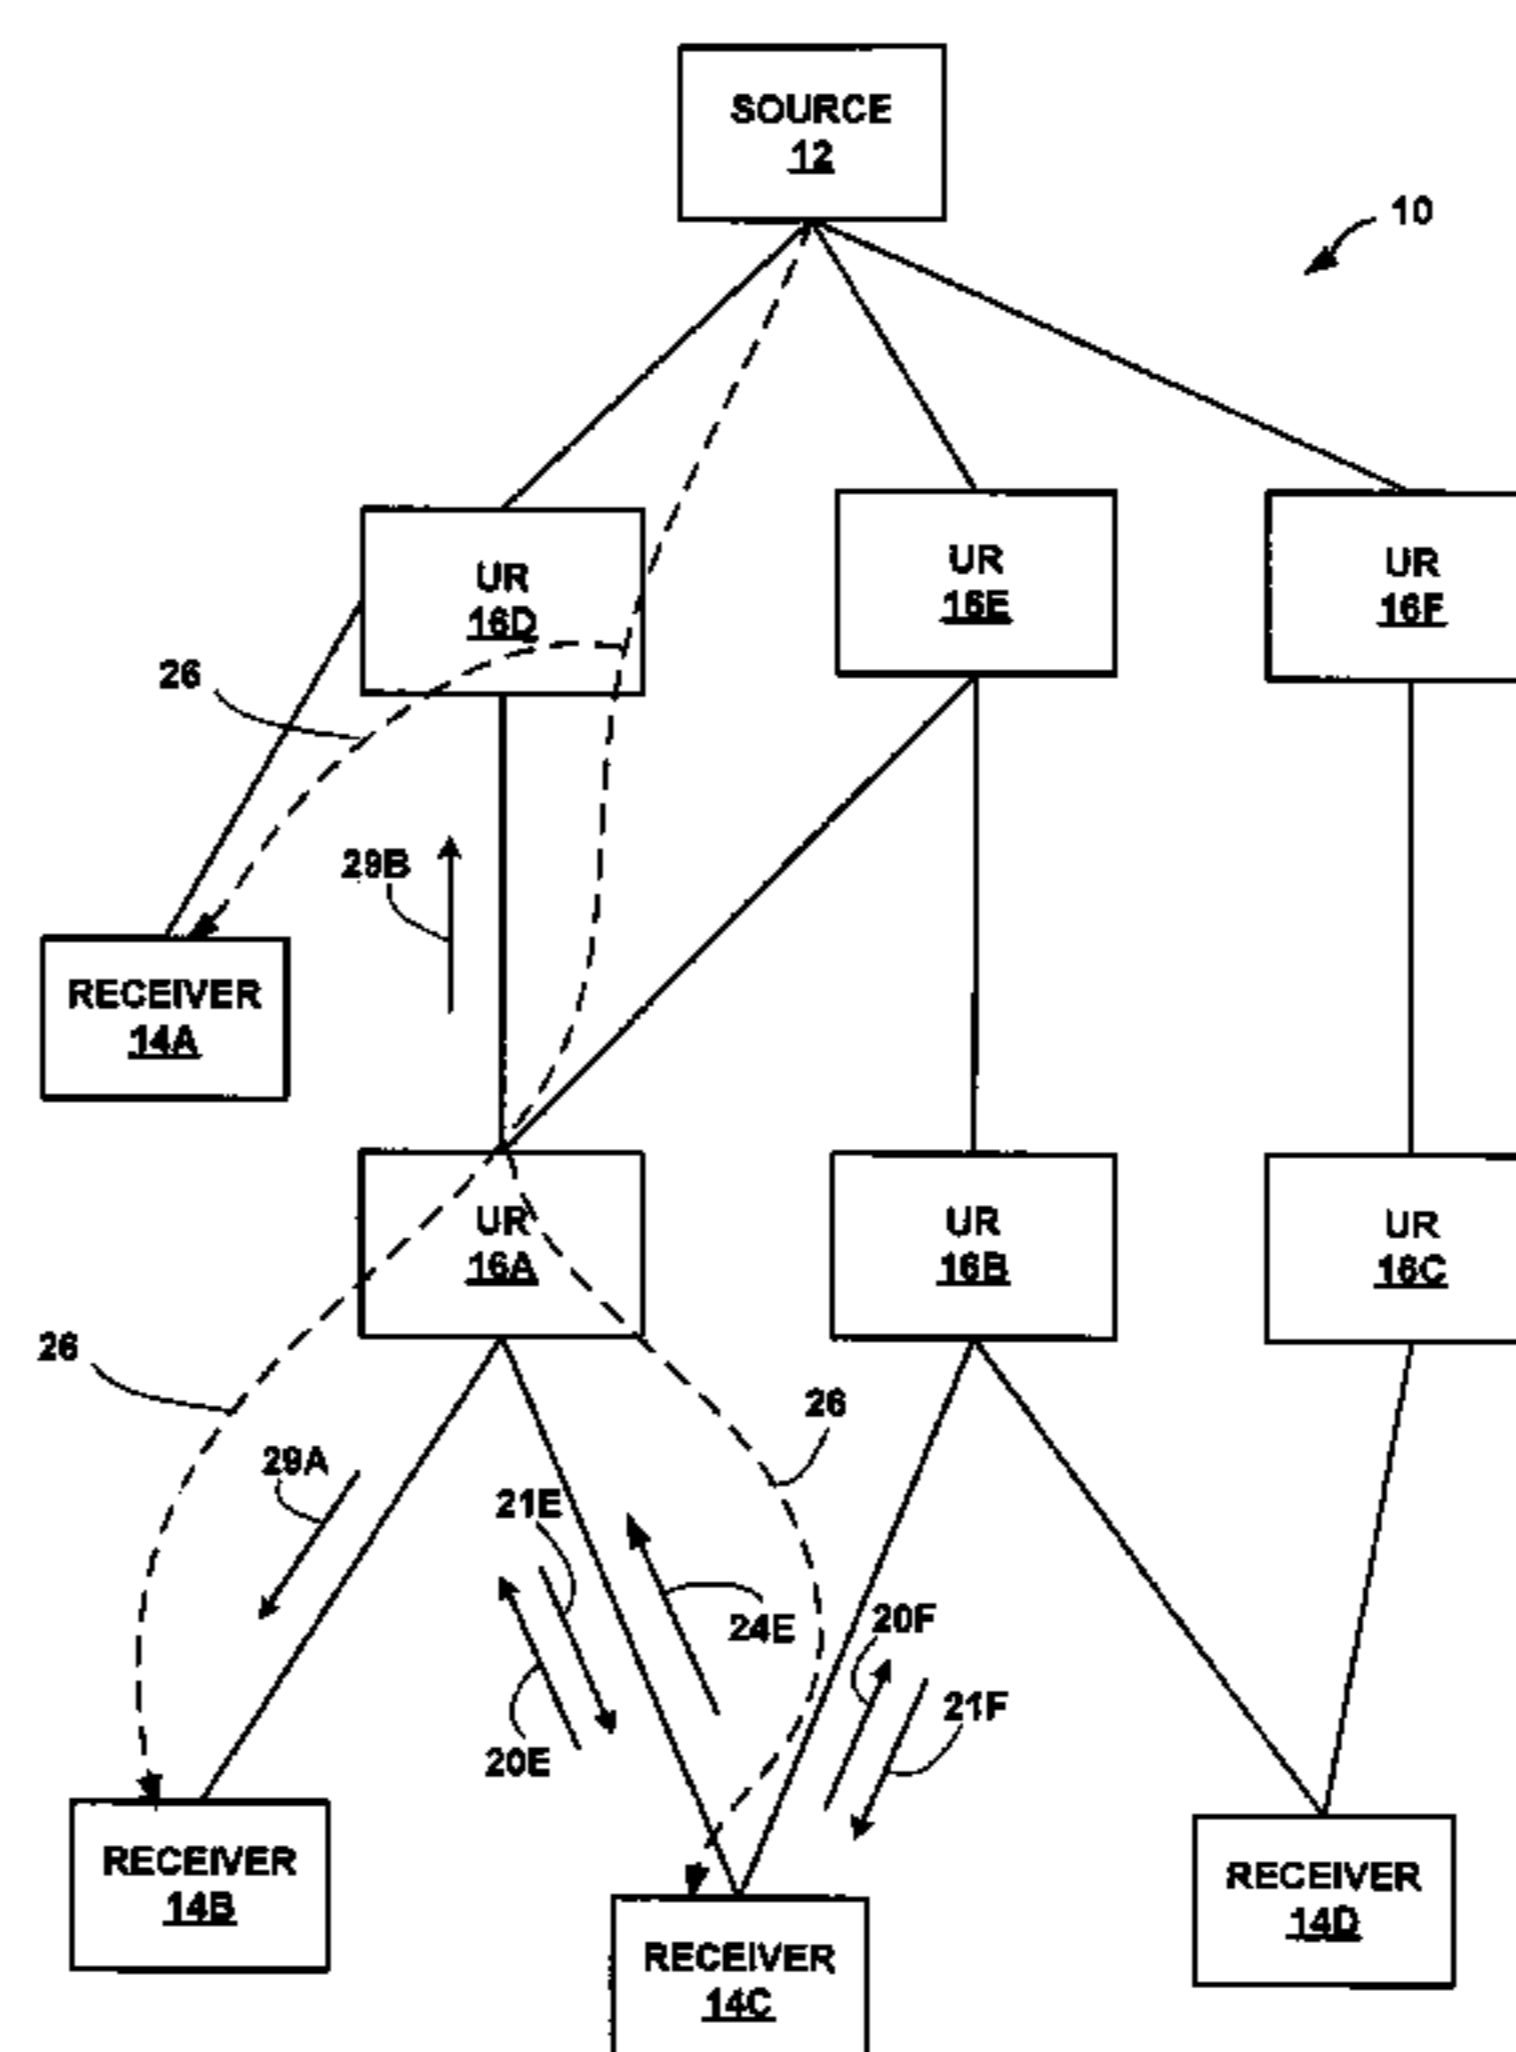 SOURCE
12
10
UR
16D
UR
16E
UR
16F
26
29B
RECEIVER
14A
UR
16A
UR
16B
UR
16C
26
26
29A
21E
24E
20F
21F
20E
RECEIVER
14B
RECEIVER
14D
RECEIVER
14C